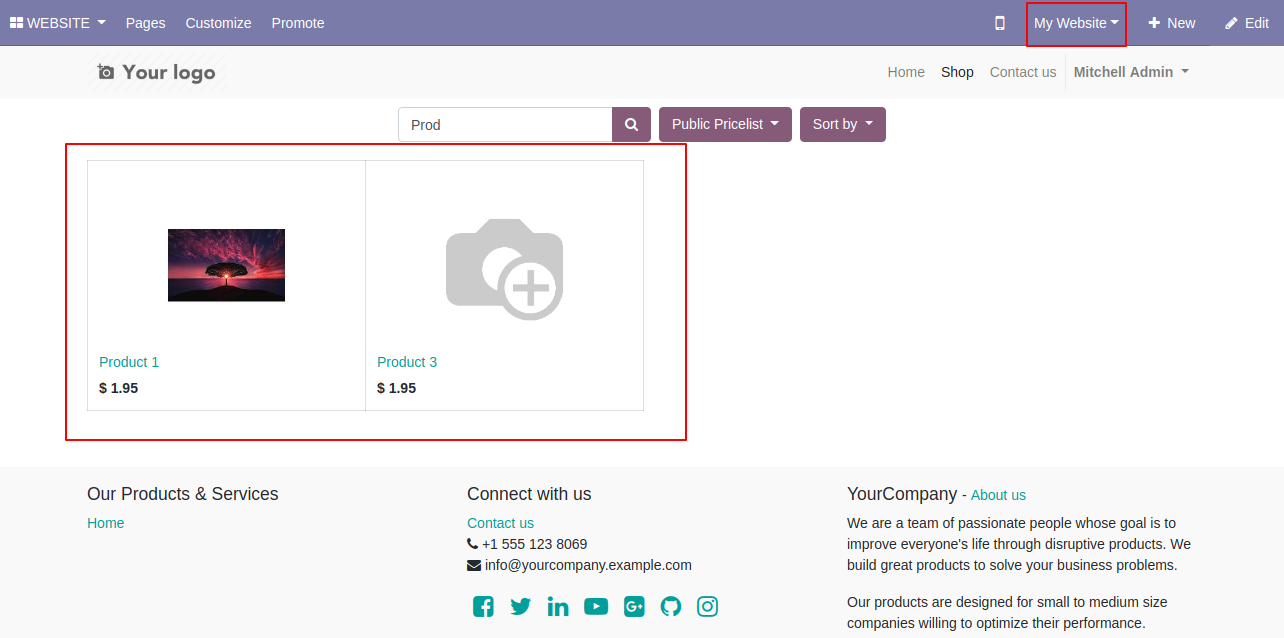 WEBSITE Pages Customize Promote My Website New Edit
Your logo Home Shop Contact us Mitchell Admin
Prod Public Pricelist Sort by
Product 1 Product 3
$ 1.95 $ 1.95
Our Products & Services Connect with us YourCompany - About us
Home Contact us We are a team of passionate people whose goal is to
+1 555 123 8069 improve everyone's life through disruptive products. We
info@yourcompany.example.com build great products to solve your business problems.
Our products are designed for small to medium size
companies willing to optimize their performance.